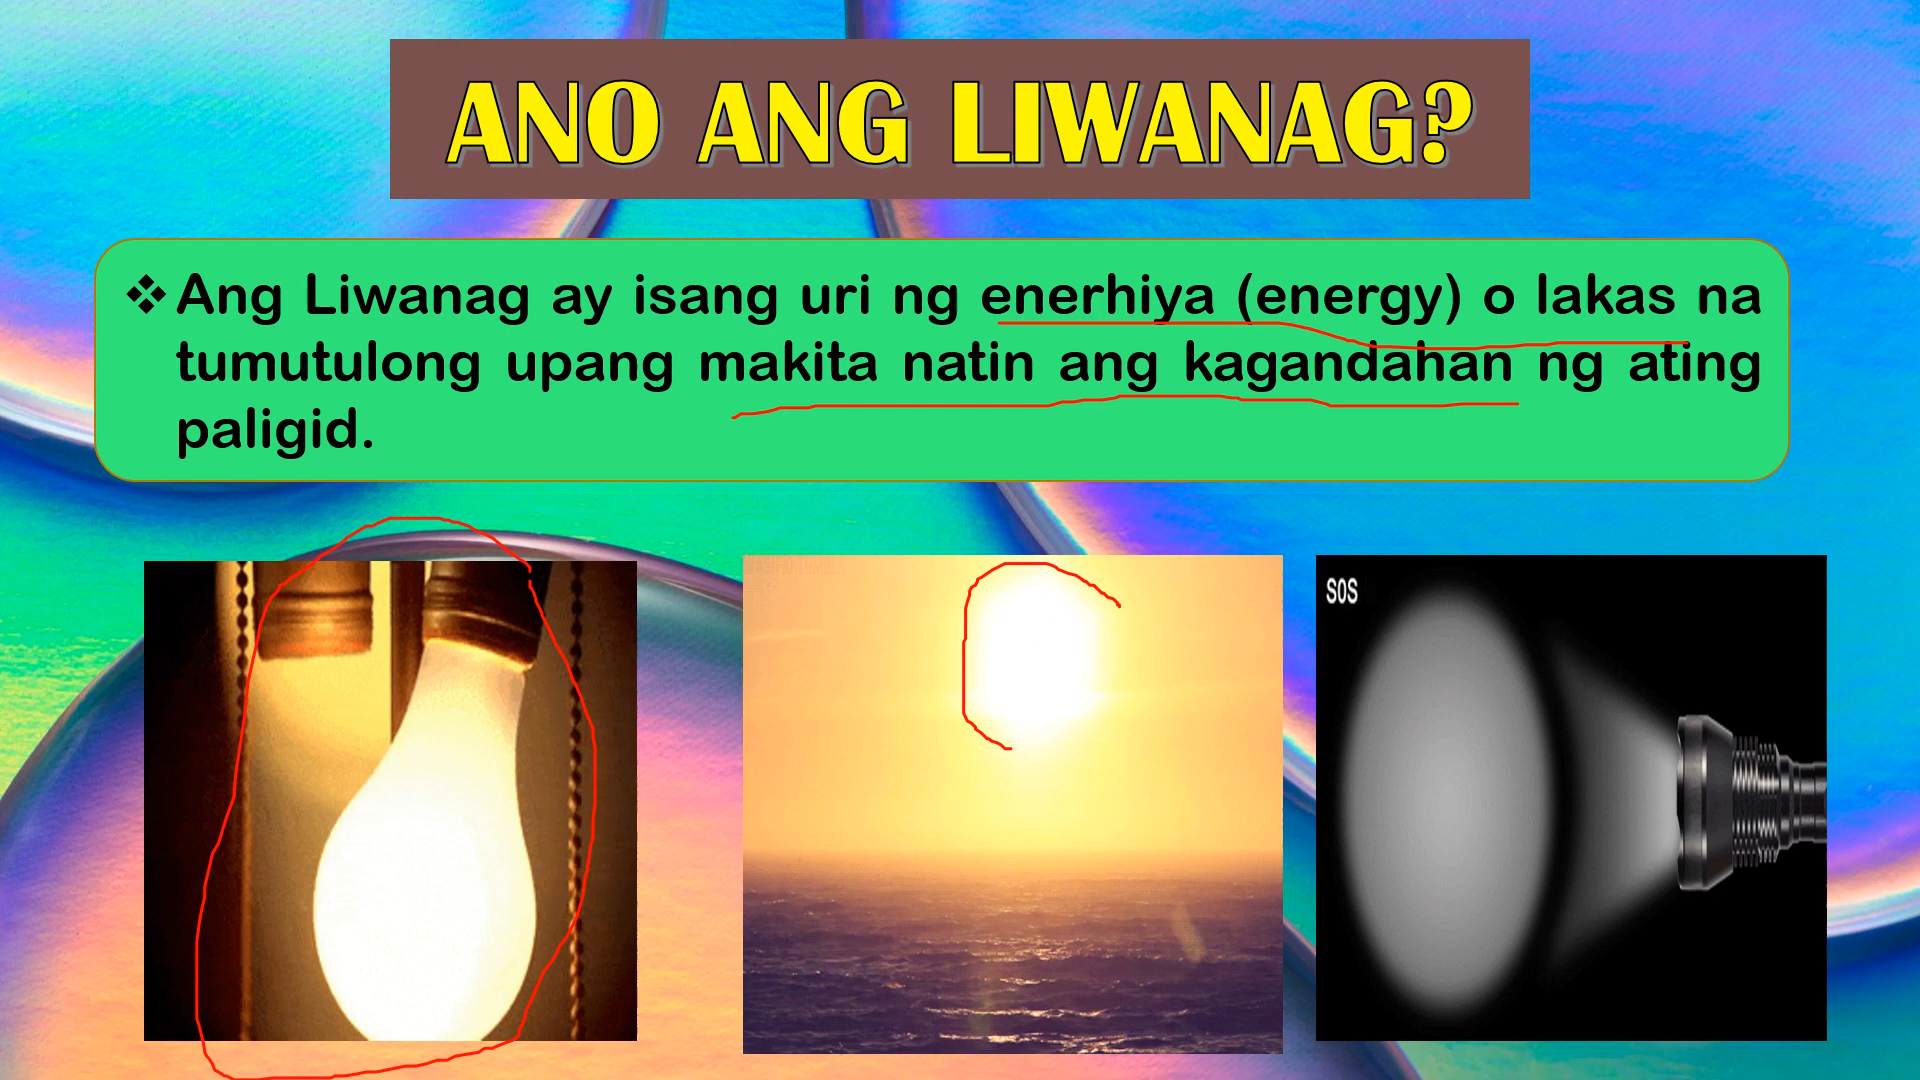 ANO ANG LIWANAG?
❖Ang Liwanag ay isang uri ng enerhiya (energy) o lakas na
tumutulong upang makita natin ang kagandahan ng ating
paligid.
SOS